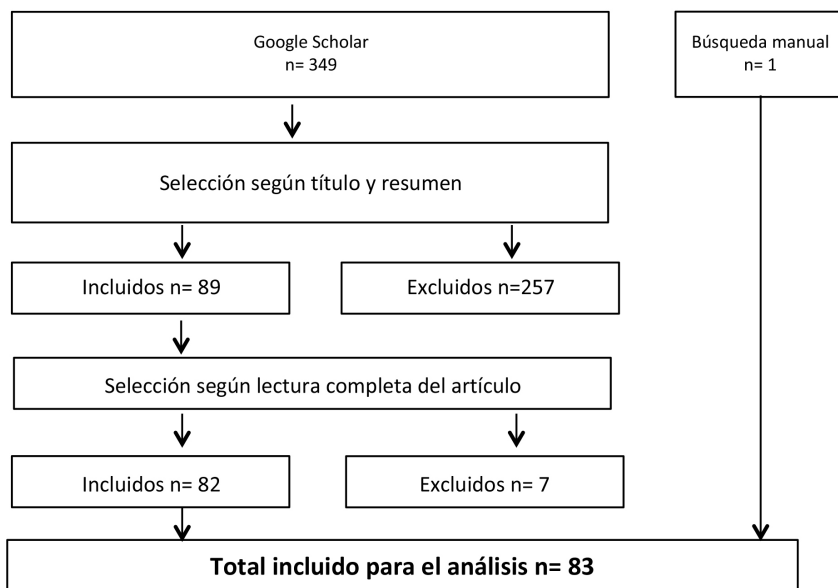 Google Scholar
n= 349
Búsqueda manual
n= 1
Selección según título y resumen
Incluidos n= 89
Excluidos n=257
Selección según lectura completa del artículo
Incluidos n= 82
Excluidos n= 7
Total incluido para el análisis n= 83